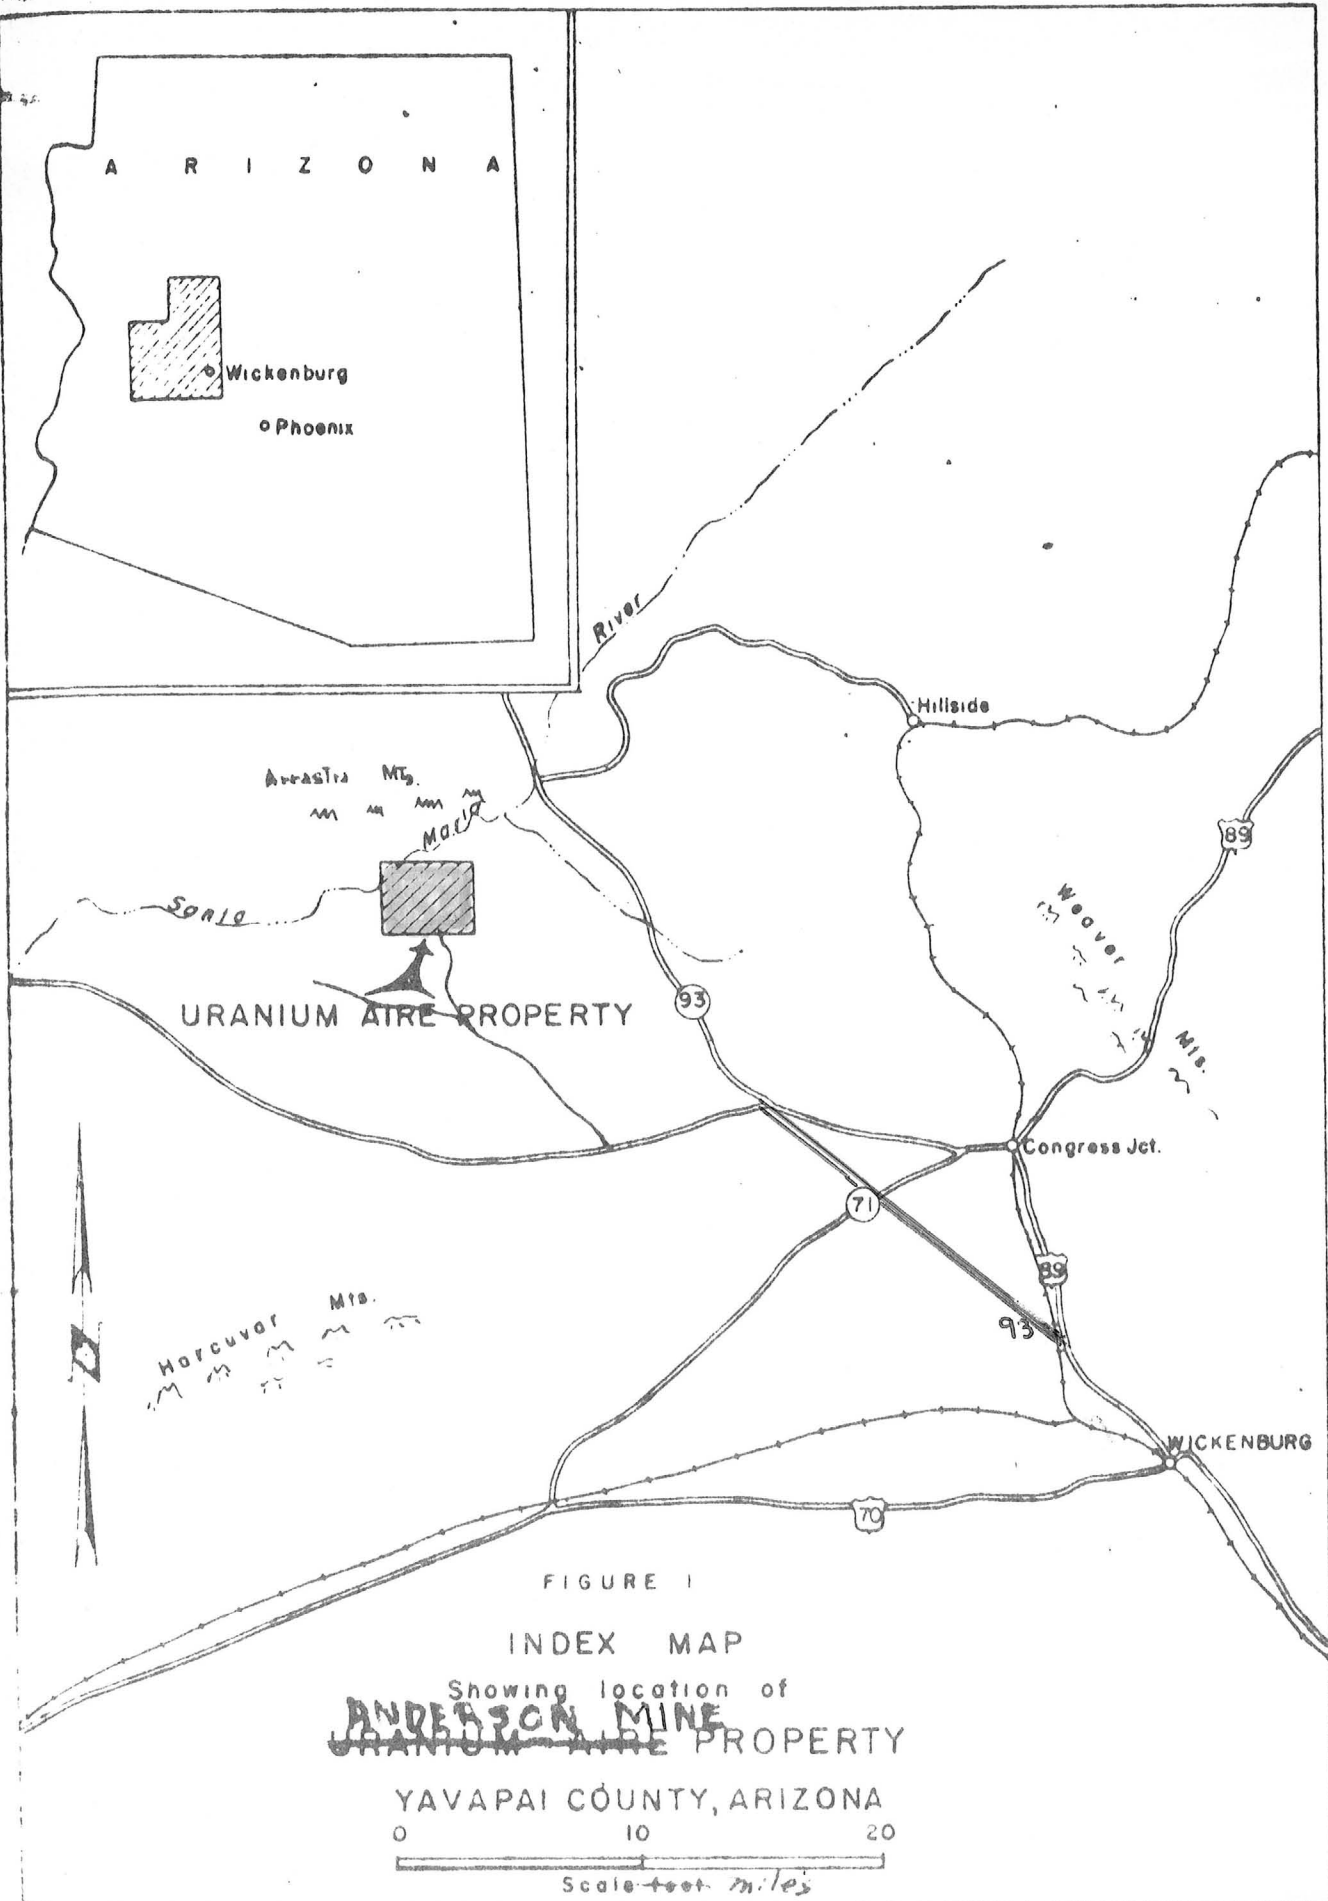 A R I Z O N A
Wickenburg
Phoenix
River
Hillside
Arrastra Mts.
Maria
89
Santa
Weaver
Mts.
93
URANIUM AIRE PROPERTY
Congress Jct.
71
89
Harcuvar Mts.
93
N
WICKENBURG
70
FIGURE 1
INDEX MAP
Showing location of
ANDERSON MINE
URANIUM AIRE PROPERTY
YAVAPAI COUNTY, ARIZONA
0 10 20
Scale feet miles